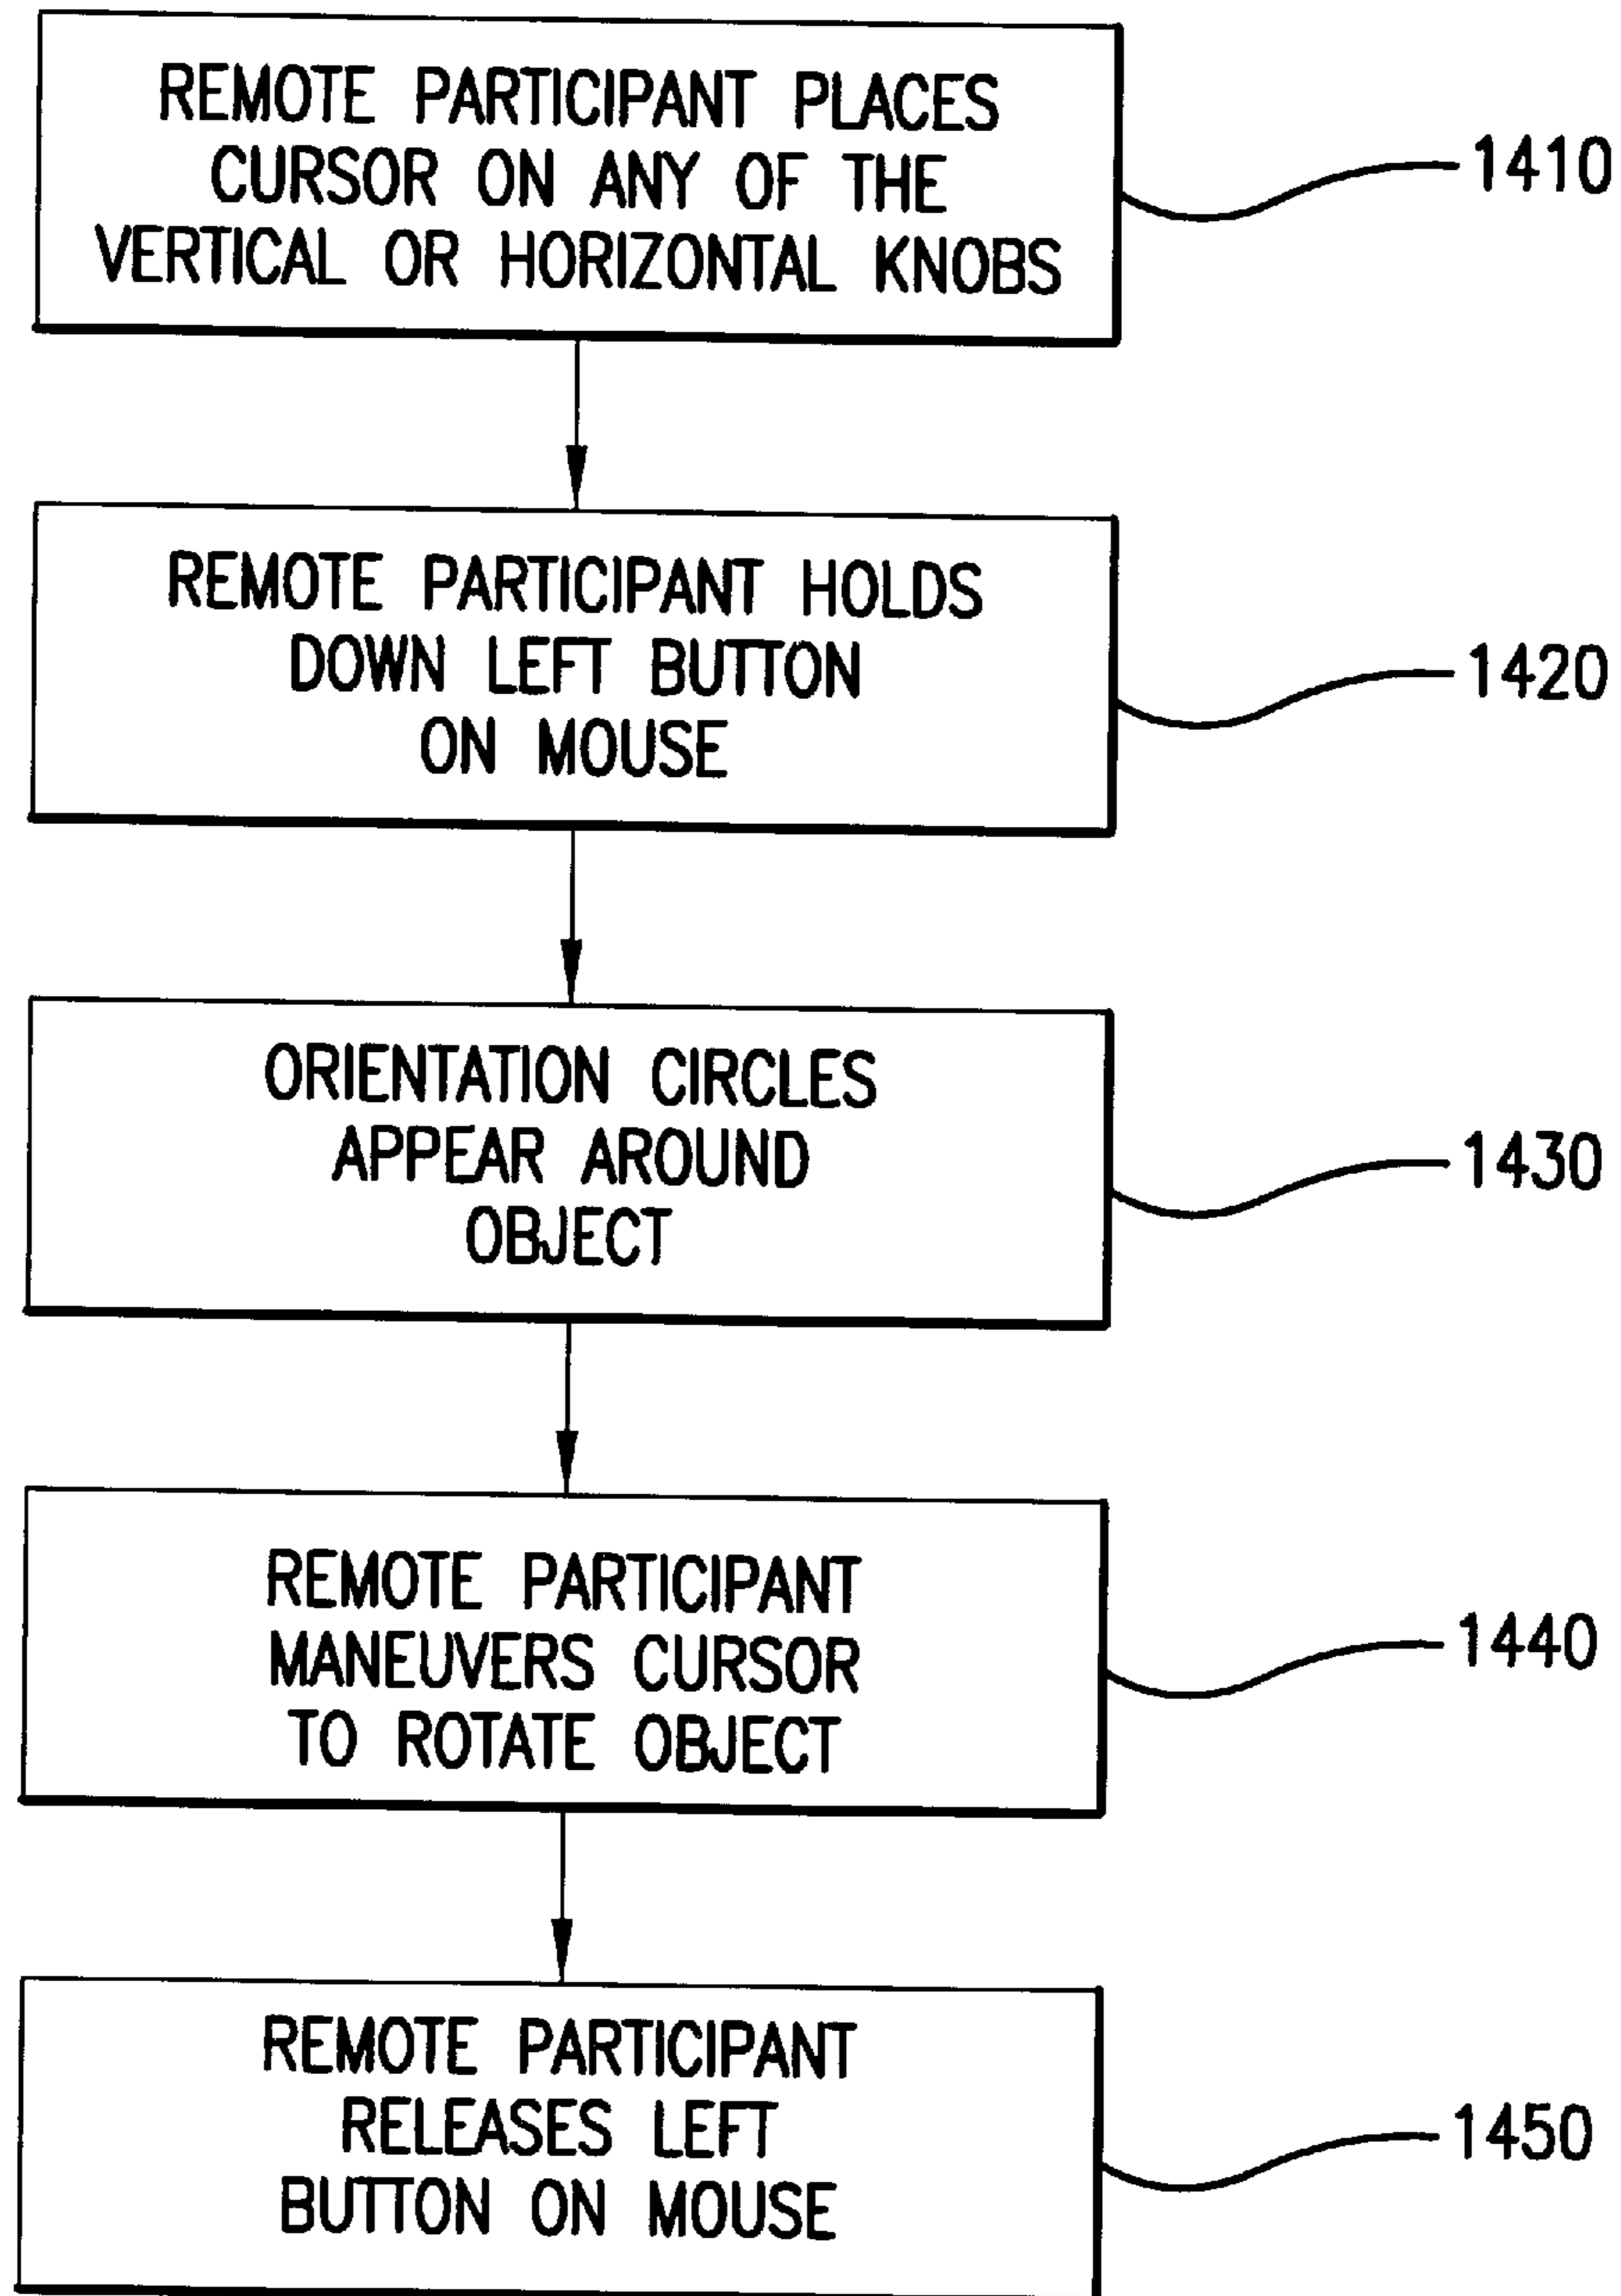 REMOTE PARTICIPANT PLACES
CURSOR ON ANY OF THE
VERTICAL OR HORIZONTAL KNOBS
1410
REMOTE PARTICIPANT HOLDS
DOWN LEFT BUTTON
ON MOUSE
1420
ORIENTATION CIRCLES
APPEAR AROUND
OBJECT
1430
REMOTE PARTICIPANT
MANEUVERS CURSOR
TO ROTATE OBJECT
1440
REMOTE PARTICIPANT
RELEASES LEFT
BUTTON ON MOUSE
1450